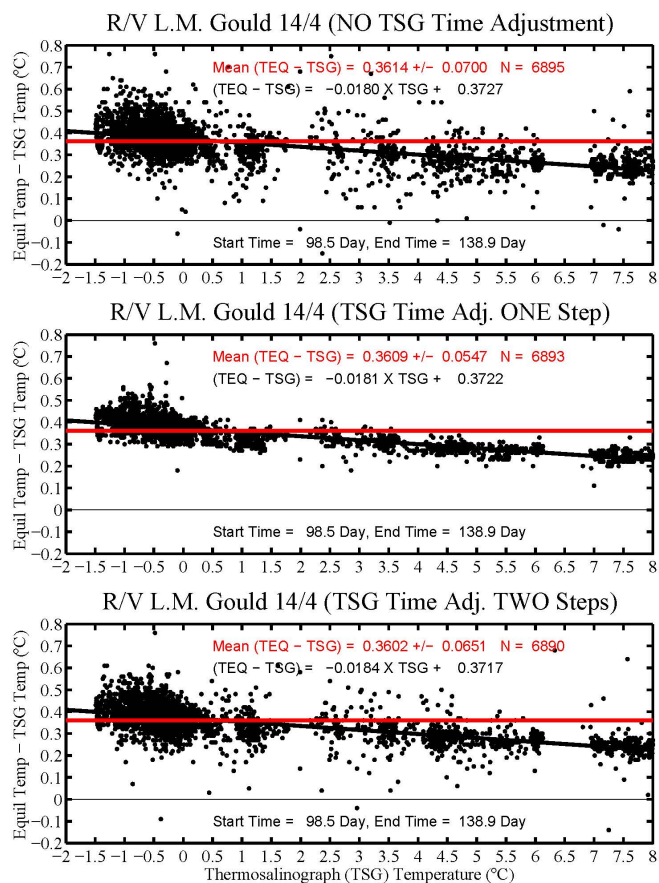 R/V L.M. Gould 14/4 (NO TSG Time Adjustment)
Equil Temp − TSG Temp (ºC)
0.8
0.7
0.6
0.5
0.4
0.3
0.2
0.1
0
−0.1
−0.2
Mean (TEQ − TSG) = 0.3614 +/− 0.0700 N = 6895
(TEQ − TSG) = −0.0180 X TSG + 0.3727
Start Time = 98.5 Day, End Time = 138.9 Day
−2 −1.5 −1 −0.5 0 0.5 1 1.5 2 2.5 3 3.5 4 4.5 5 5.5 6 6.5 7 7.5 8
R/V L.M. Gould 14/4 (TSG Time Adj. ONE Step)
Equil Temp − TSG Temp (ºC)
0.8
0.7
0.6
0.5
0.4
0.3
0.2
0.1
0
−0.1
−0.2
Mean (TEQ − TSG) = 0.3609 +/− 0.0547 N = 6893
(TEQ − TSG) = −0.0181 X TSG + 0.3722
Start Time = 98.5 Day, End Time = 138.9 Day
−2 −1.5 −1 −0.5 0 0.5 1 1.5 2 2.5 3 3.5 4 4.5 5 5.5 6 6.5 7 7.5 8
R/V L.M. Gould 14/4 (TSG Time Adj. TWO Steps)
Equil Temp − TSG Temp (ºC)
0.8
0.7
0.6
0.5
0.4
0.3
0.2
0.1
0
−0.1
−0.2
Mean (TEQ − TSG) = 0.3602 +/− 0.0651 N = 6890
(TEQ − TSG) = −0.0184 X TSG + 0.3717
Start Time = 98.5 Day, End Time = 138.9 Day
−2 −1.5 −1 −0.5 0 0.5 1 1.5 2 2.5 3 3.5 4 4.5 5 5.5 6 6.5 7 7.5 8
Thermosalinograph (TSG) Temperature (ºC)